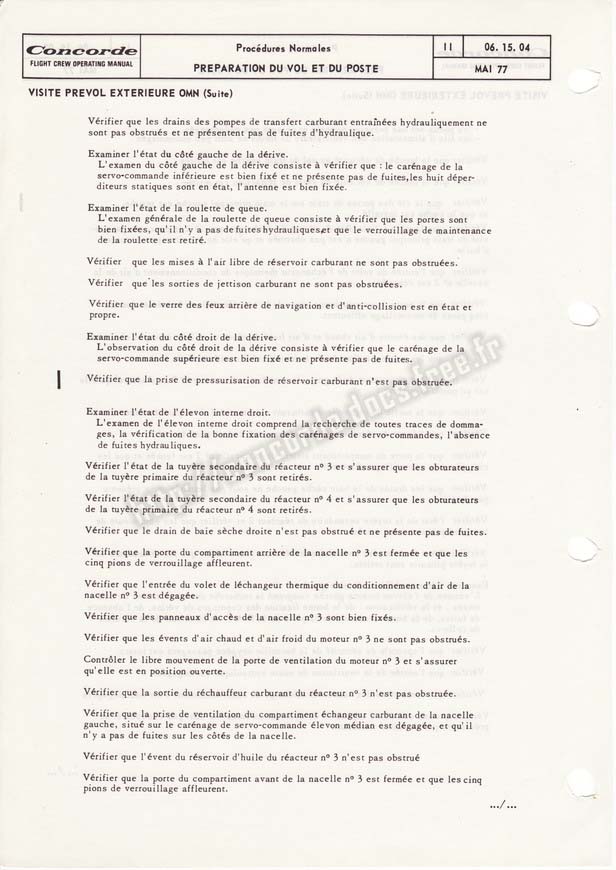 Concorde
FLIGHT CREW OPERATING MANUAL
Procédures Normales
PREPARATION DU VOL ET DU POSTE
11
06. 15. 04
MAI 77
VISITE PREVOL EXTERIEURE OMN (Suite)
Vérifier que les drains des pompes de transfert carburant entraînées hydrauliquement ne
sont pas obstrués et ne présentent pas de fuites d'hydraulique.
Examiner l'état du côté gauche de la dérive.
L'examen du côté gauche de la dérive consiste à vérifier que : le carénage de la
servo-commande inférieure est bien fixé et ne présente pas de fuites, les huit déper-
diteurs statiques sont en état, l'antenne est bien fixée.
Examiner l'état de la roulette de queue.
L'examen générale de la roulette de queue consiste à vérifier que les portes sont
bien fixées, qu'il n'y a pas de fuites hydrauliques, et que le verrouillage de maintenance
de la roulette est retiré.
Vérifier que les mises à l'air libre de réservoir carburant ne sont pas obstruées.
Vérifier que les sorties de jettison carburant ne sont pas obstruées.
Vérifier que le verre des feux arrière de navigation et d'anti-collision est en état et
propre.
Examiner l'état du côté droit de la dérive.
L'observation du côté droit de la dérive consiste à vérifier que le carénage de la
servo-commande supérieure est bien fixé et ne présente pas de fuites.
Vérifier que la prise de pressurisation de réservoir carburant n'est pas obstruée.
Examiner l'état de l'élevon interne droit.
L'examen de l'élevon interne droit comprend la recherche de toutes traces de domma-
ges, la vérification de la bonne fixation des carénages de servo-commandes, l'absence
de fuites hydrauliques.
Vérifier l'état de la tuyère secondaire du réacteur n° 3 et s'assurer que les obturateurs
de la tuyère primaire du réacteur n° 3 sont retirés.
Vérifier l'état de la tuyère secondaire du réacteur n° 4 et s'assurer que les obturateurs
de la tuyère primaire du réacteur n° 4 sont retirés.
Vérifier que le drain de baie sèche droite n'est pas obstrué et ne présente pas de fuites.
Vérifier que la porte du compartiment arrière de la nacelle n° 3 est fermée et que les
cinq pions de verrouillage affleurent.
Vérifier que l'entrée du volet de léchangeur thermique du conditionnement d'air de la
nacelle n° 3 est dégagée.
Vérifier que les panneaux d'accès de la nacelle n° 3 sont bien fixés.
Vérifier que les évents d'air chaud et d'air froid du moteur n° 3 ne sont pas obstrués.
Contrôler le libre mouvement de la porte de ventilation du moteur n° 3 et s'assurer
qu'elle est en position ouverte.
Vérifier que la sortie du réchauffeur carburant du réacteur n° 3 n'est pas obstruée.
Vérifier que la prise de ventilation du compartiment échangeur carburant de la nacelle
gauche, situé sur le carénage de servo-commande élevon médian est dégagée, et qu'il
n'y a pas de fuites sur les côtés de la nacelle.
Vérifier que l'évent du réservoir d'huile du réacteur n° 3 n'est pas obstrué
Vérifier que la porte du compartiment avant de la nacelle n° 3 est fermée et que les cinq
pions de verrouillage affleurent.
.../...